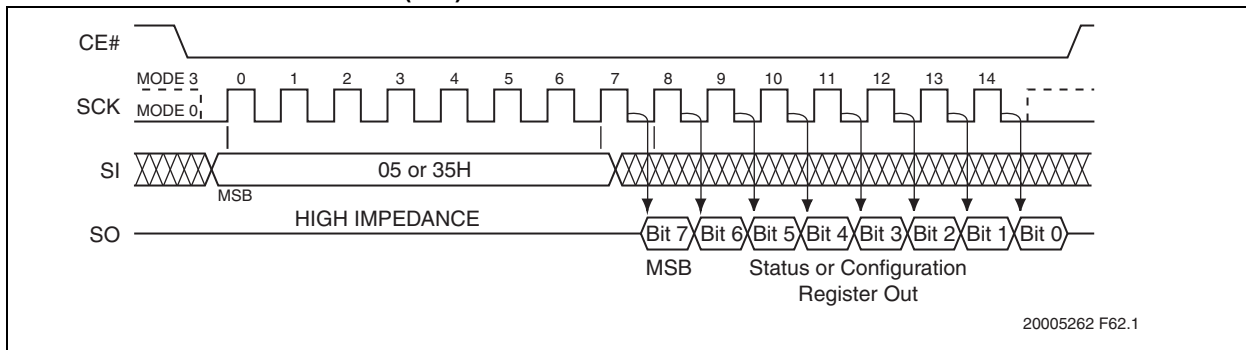 CE#
MODE 3 0 1 2 3 4 5 6 7 8 9 10 11 12 13 14
SCK MODE 0
SI 05 or 35H
MSB
HIGH IMPEDANCE
SO Bit 7 Bit 6 Bit 5 Bit 4 Bit 3 Bit 2 Bit 1 Bit 0
MSB Status or Configuration
Register Out
20005262 F62.1